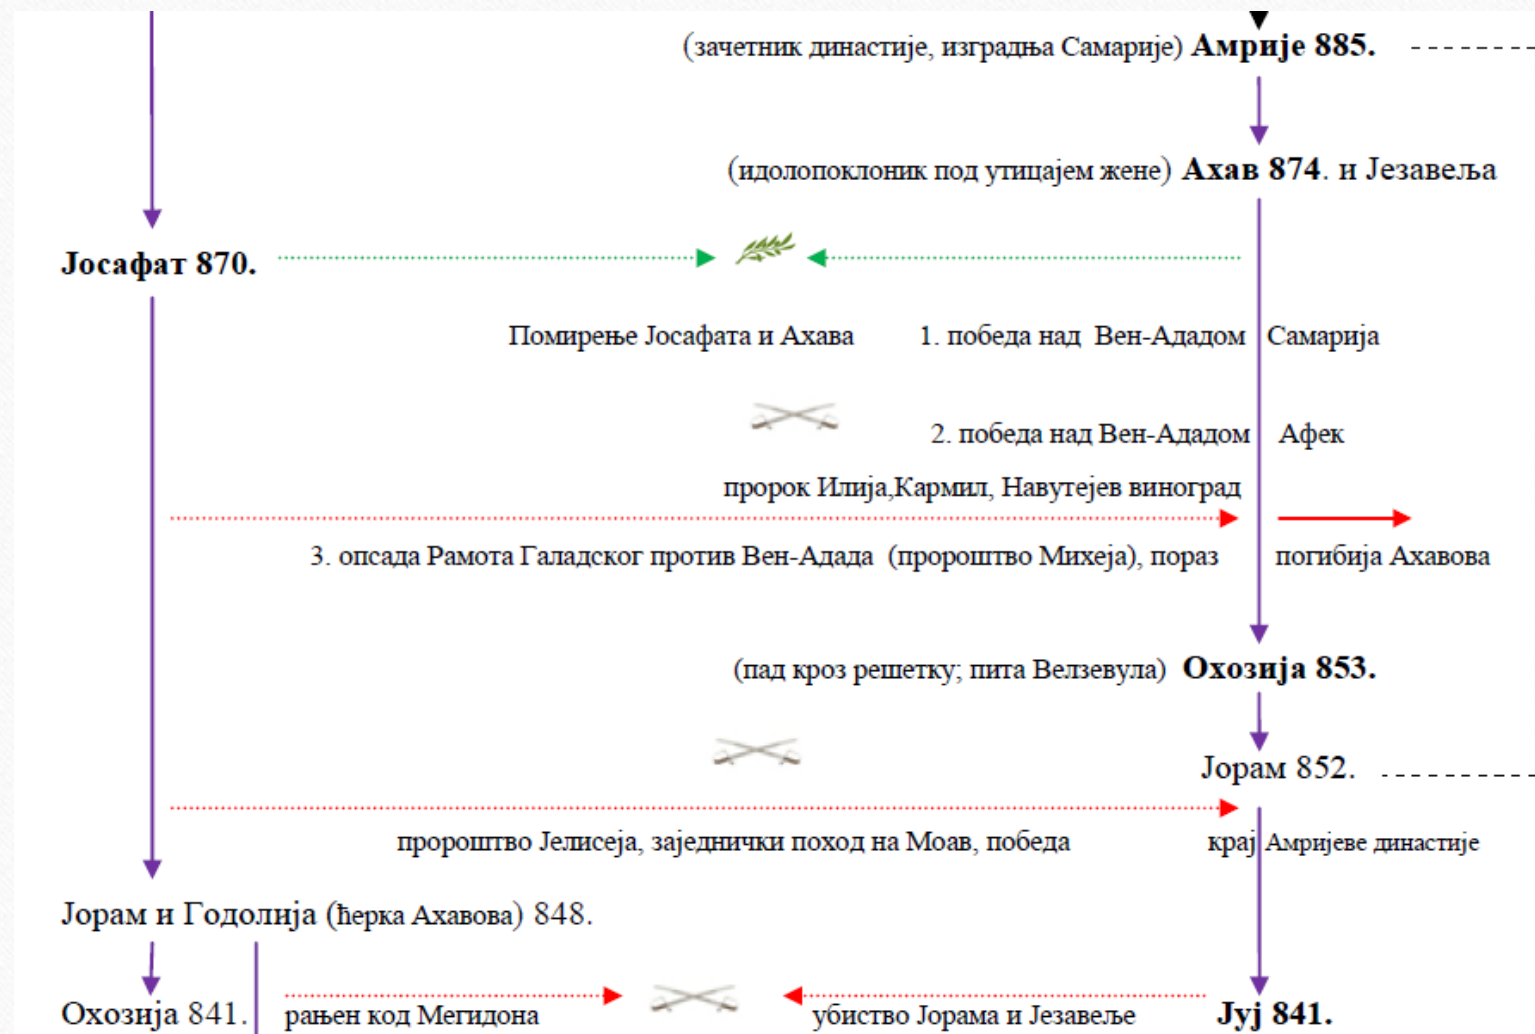 (зачетник династије, изградња Самарије) Амрије 885.
(идолопоклоник под утицајем жене) Ахав 874. и Језавеља
Јосафат 870.
Помирење Јосафата и Ахава 1. победа над Вен-Ададом Самарија
2. победа над Вен-Ададом Афек
пророк Илија,Кармил, Навутејев виноград
3. опсада Рамота Галадског против Вен-Адада (пророштво Михеја), пораз погибија Ахавова
(пад кроз решетку; пита Велзевула) Охозија 853.
Јорам 852.
пророштво Јелисеја, заједнички поход на Моав, победа крај Амријеве династије
Јорам и Годолија (ћерка Ахавова) 848.
Охозија 841. рањен код Мегидона убиство Јорама и Језавеље Јуј 841.